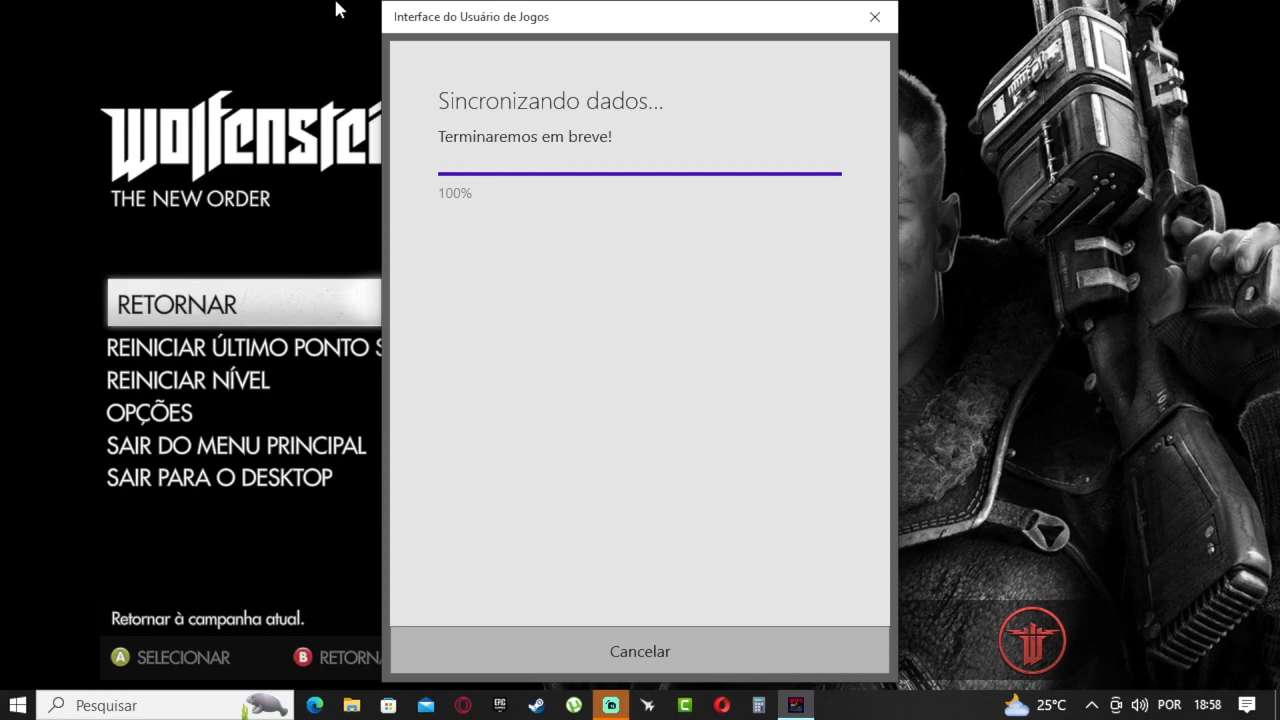 Interface do Usuário de Jogos
Sincronizando dados...
Terminaremos em breve!
100%
Cancelar
Wolfenstei
THE NEW ORDER
RETORNAR
REINICIAR ÚLTIMO PONTO
REINICIAR NÍVEL
OPÇÕES
SAIR DO MENU PRINCIPAL
SAIR PARA O DESKTOP
Retornar à campanha atual.
A SELECIONAR B RETORN
Pesquisar
25°C
POR
18:58